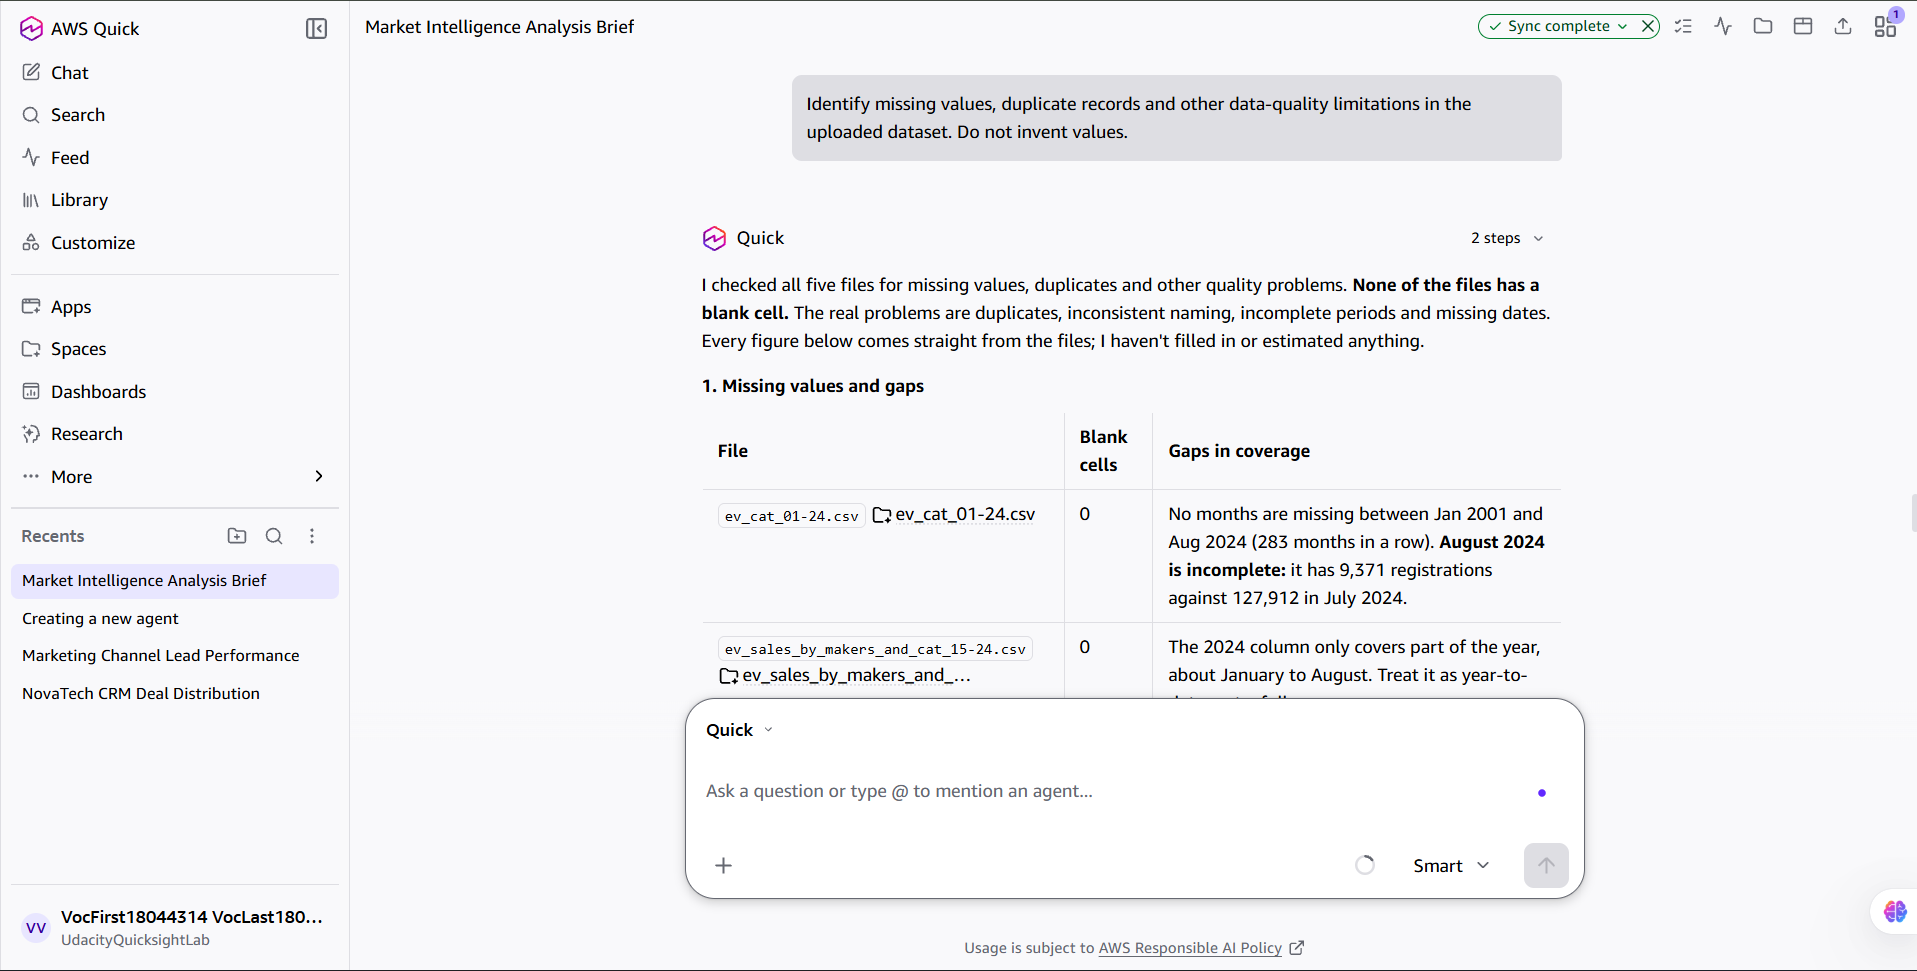 AWS Quick
Chat
Search
Feed
Library
Customize
Apps
Spaces
Dashboards
Research
More
Recents
Market Intelligence Analysis Brief
Creating a new agent
Marketing Channel Lead Performance
NovaTech CRM Deal Distribution
VV
VocFirst18044314 VocLast180...
UdacityQuicksightLab
Market Intelligence Analysis Brief
Sync complete
1
Identify missing values, duplicate records and other data-quality limitations in the
uploaded dataset. Do not invent values.
Quick
2 steps
I checked all five files for missing values, duplicates and other quality problems. None of the files has a
blank cell. The real problems are duplicates, inconsistent naming, incomplete periods and missing dates.
Every figure below comes straight from the files; I haven't filled in or estimated anything.
1. Missing values and gaps
File
Blank
cells
Gaps in coverage
ev_cat_01-24.csv ev_cat_01-24.csv
0
No months are missing between Jan 2001 and
Aug 2024 (283 months in a row). August 2024
is incomplete: it has 9,371 registrations
against 127,912 in July 2024.
ev_sales_by_makers_and_cat_15-24.csv
ev_sales_by_makers_and_...
0
The 2024 column only covers part of the year,
about January to August. Treat it as year-to-
Quick
Ask a question or type @ to mention an agent...
Smart
Usage is subject to AWS Responsible AI Policy